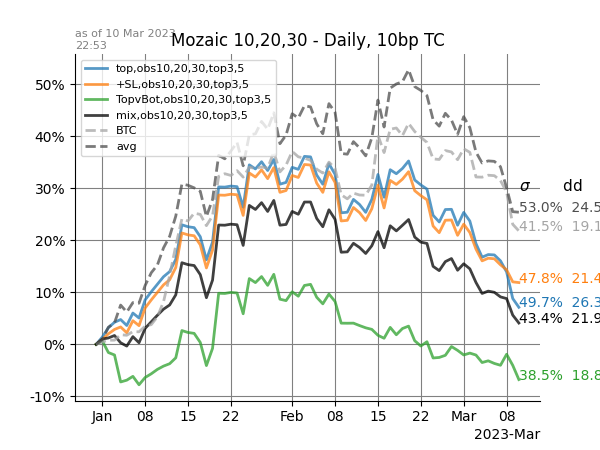 as of 10 Mar 2023
22:53
Mozaic 10,20,30 - Daily, 10bp TC
top,obs10,20,30,top3,5
+SL,obs10,20,30,top3,5
TopvBot,obs10,20,30,top3,5
mix,obs10,20,30,top3,5
BTC
avg
50%
40%
30%
20%
10%
0%
-10%
σ dd
53.0% 24.5
41.5% 19.1
47.8% 21.4
49.7% 26.3
43.4% 21.9
38.5% 18.8
Jan 08 15 22 Feb 08 15 22 Mar 08
2023-Mar